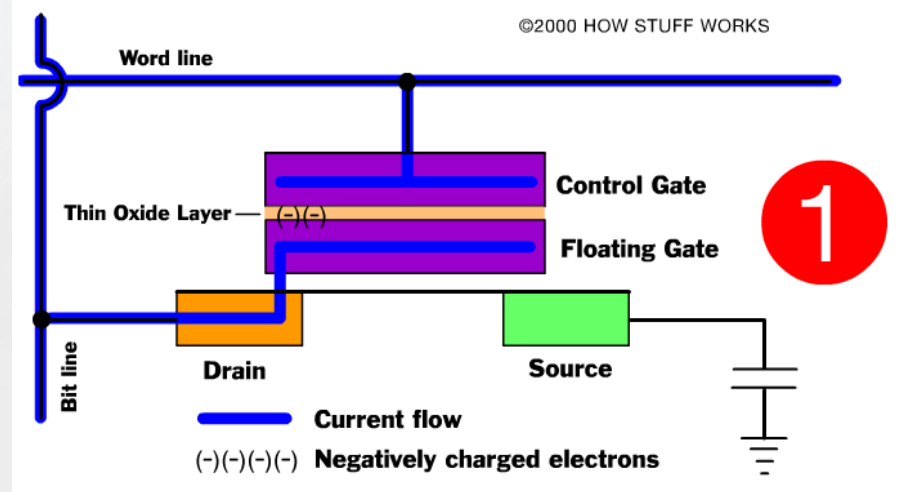 ©2000 HOW STUFF WORKS
Word line
Control Gate
Thin Oxide Layer
(-)(-)
1
Floating Gate
Bit line
Drain
Source
Current flow
(-)(-)(-)(-) Negatively charged electrons